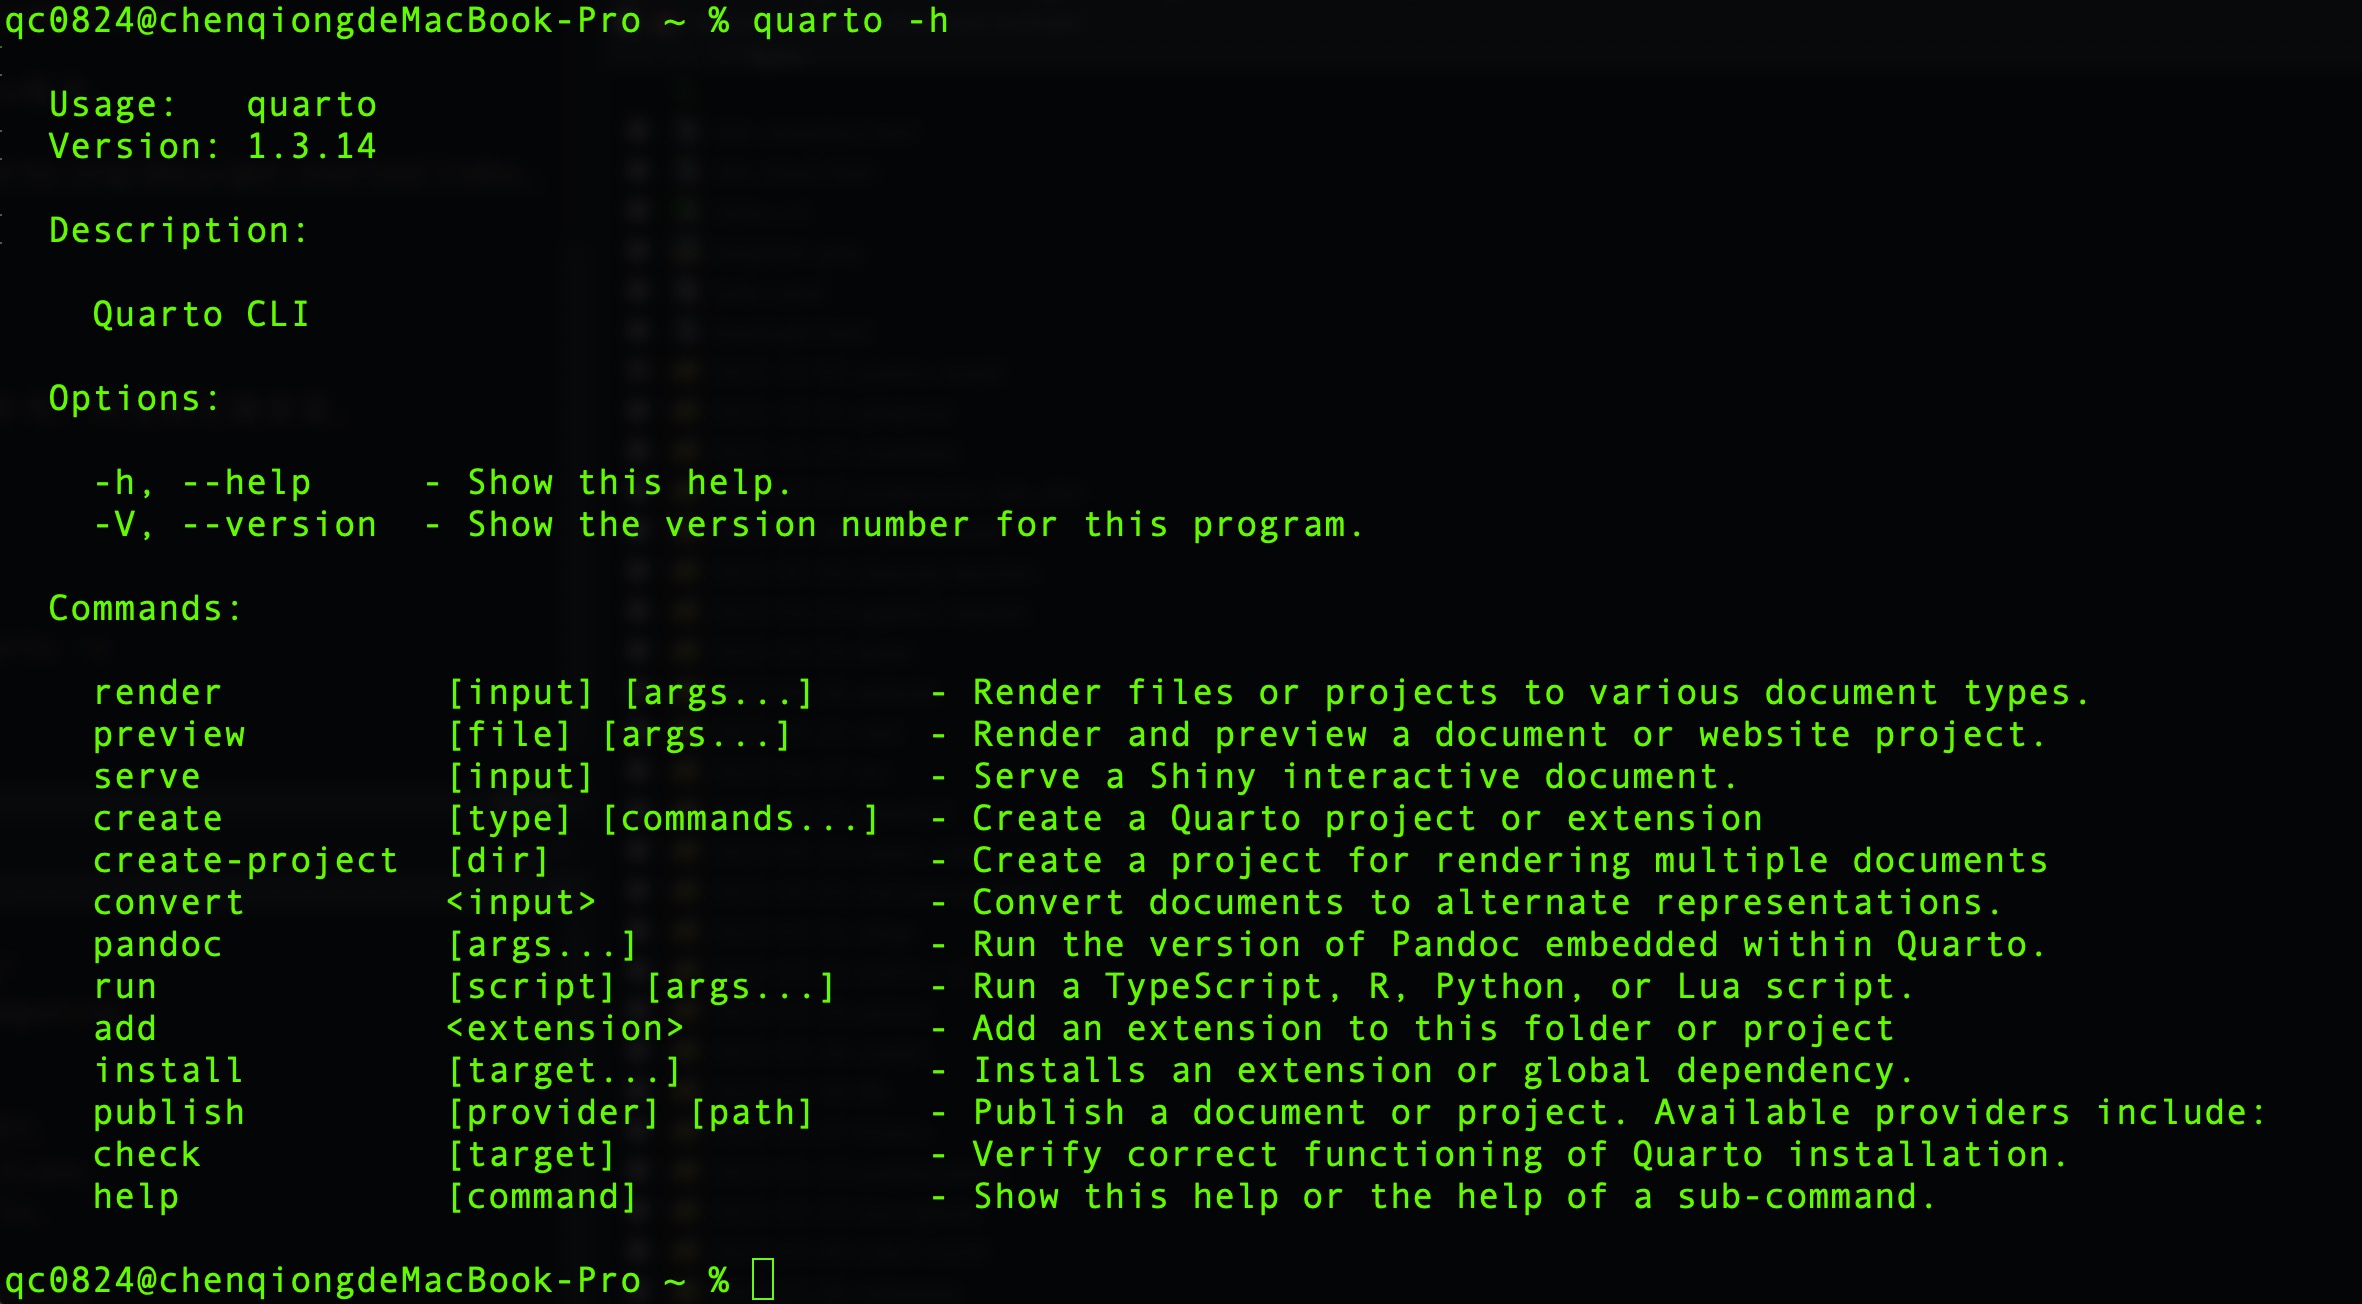 qc0824@chenqiongdeMacBook-Pro ~ % quarto -h
Usage:   quarto
Version: 1.3.14
Description:
Quarto CLI
Options:
-h, --help     - Show this help.
-V, --version  - Show the version number for this program.
Commands:
render          [input] [args...]     - Render files or projects to various document types.
preview         [file] [args...]      - Render and preview a document or website project.
serve           [input]               - Serve a Shiny interactive document.
create          [type] [commands...]  - Create a Quarto project or extension
create-project  [dir]                 - Create a project for rendering multiple documents
convert         <input>               - Convert documents to alternate representations.
pandoc          [args...]             - Run the version of Pandoc embedded within Quarto.
run             [script] [args...]    - Run a TypeScript, R, Python, or Lua script.
add             <extension>           - Add an extension to this folder or project
install         [target...]           - Installs an extension or global dependency.
publish         [provider] [path]     - Publish a document or project. Available providers include:
check           [target]              - Verify correct functioning of Quarto installation.
help            [command]             - Show this help or the help of a sub-command.
qc0824@chenqiongdeMacBook-Pro ~ %